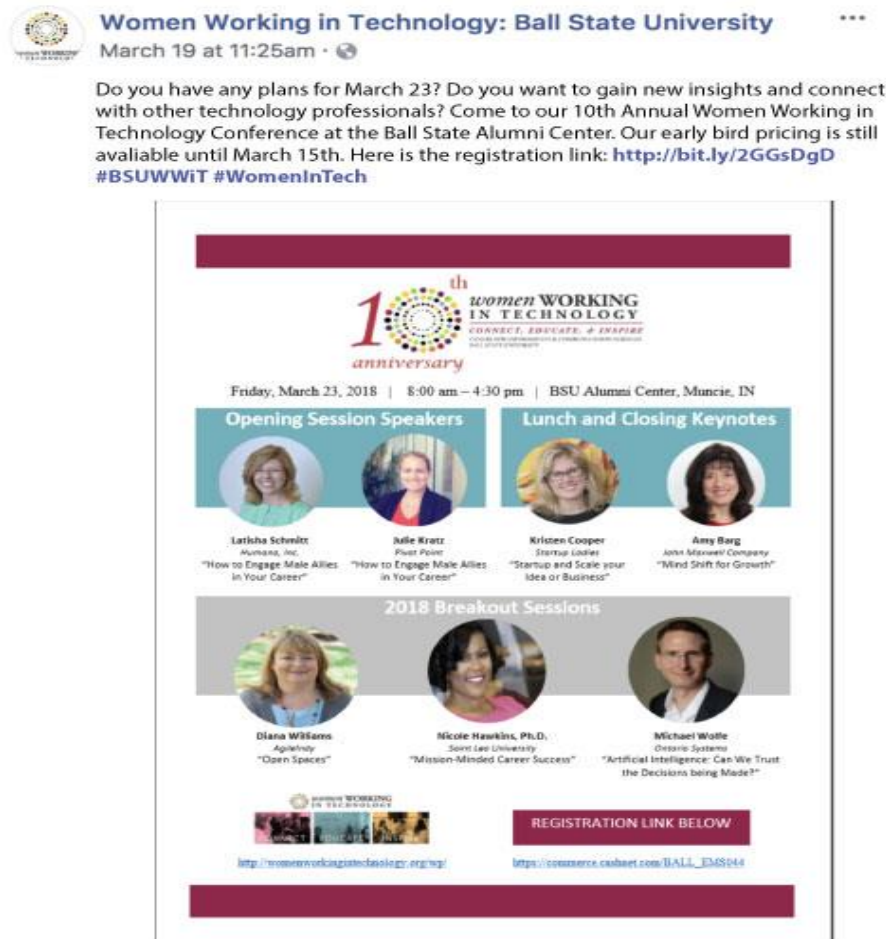 Women Working in Technology: Ball State University
March 19 at 11:25am ·
Do you have any plans for March 23? Do you want to gain new insights and connect
with other technology professionals? Come to our 10th Annual Women Working in
Technology Conference at the Ball State Alumni Center. Our early bird pricing is still
avaliable until March 15th. Here is the registration link: http://bit.ly/2GGsDgD
#BSUWWiT #WomenInTech
10th
women WORKING
IN TECHNOLOGY
CONNECT, EDUCATE, & INSPIRE
BALL STATE UNIVERSITY
anniversary
Friday, March 23, 2018 | 8:00 am – 4:30 pm | BSU Alumni Center, Muncie, IN
Opening Session Speakers Lunch and Closing Keynotes
Latisha Schmitt Julie Kratz Kristen Cooper Amy Barg
Humana, Inc. Pivot Point Startup Ladies John Maxwell Company
"How to Engage Male Allies "How to Engage Male Allies "Startup and Scale your "Mind Shift for Growth"
in Your Career" in Your Career" Idea or Business"
2018 Breakout Sessions
Diana Williams Nicole Hawkins, Ph.D. Michael Wolfe
AgileIndy Saint Leo University Ontario Systems
"Open Spaces" "Mission-Minded Career Success" "Artificial Intelligence: Can We Trust
the Decisions being Made?"
women WORKING
IN TECHNOLOGY
CONNECT EDUCATE INSPIRE
REGISTRATION LINK BELOW
http://womenworkingintechnology.org/wp/ https://commerce.cashnet.com/BALL_EMS044